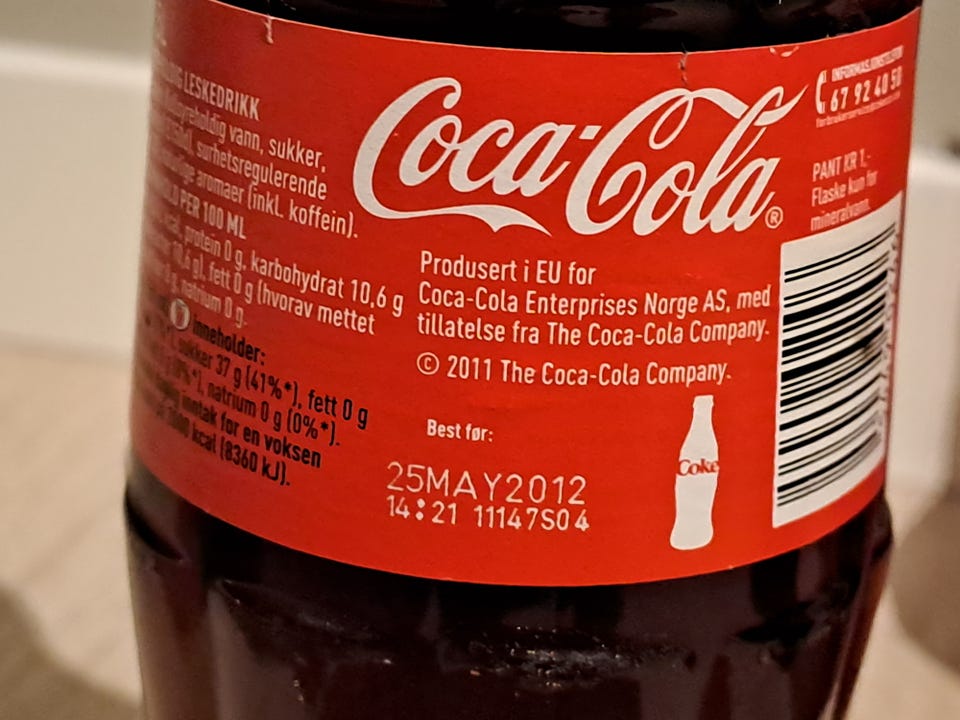 LESKEDRIKK
vann, sukker,
surhetsregulerende
aromaer (inkl. koffein).
PER 100 ML
protein 0 g, karbohydrat 10,6 g
10,6 g), fett 0 g (hvorav mettet
0 g, natrium 0 g.
inneholder:
sukker 37 g (41%*), fett 0 g
natrium 0 g (0%*).
inntak for en voksen
kcal (8360 kJ).
Coca-Cola®
Produsert i EU for
Coca-Cola Enterprises Norge AS, med
tillatelse fra The Coca-Cola Company.
© 2011 The Coca-Cola Company.
Best før:
25MAY2012
14:21 11147S04
Coke
INFORMASJONSTELEFON
67 92 40 50
PANT KR 1,-
Flaske kun for
mineralvann.